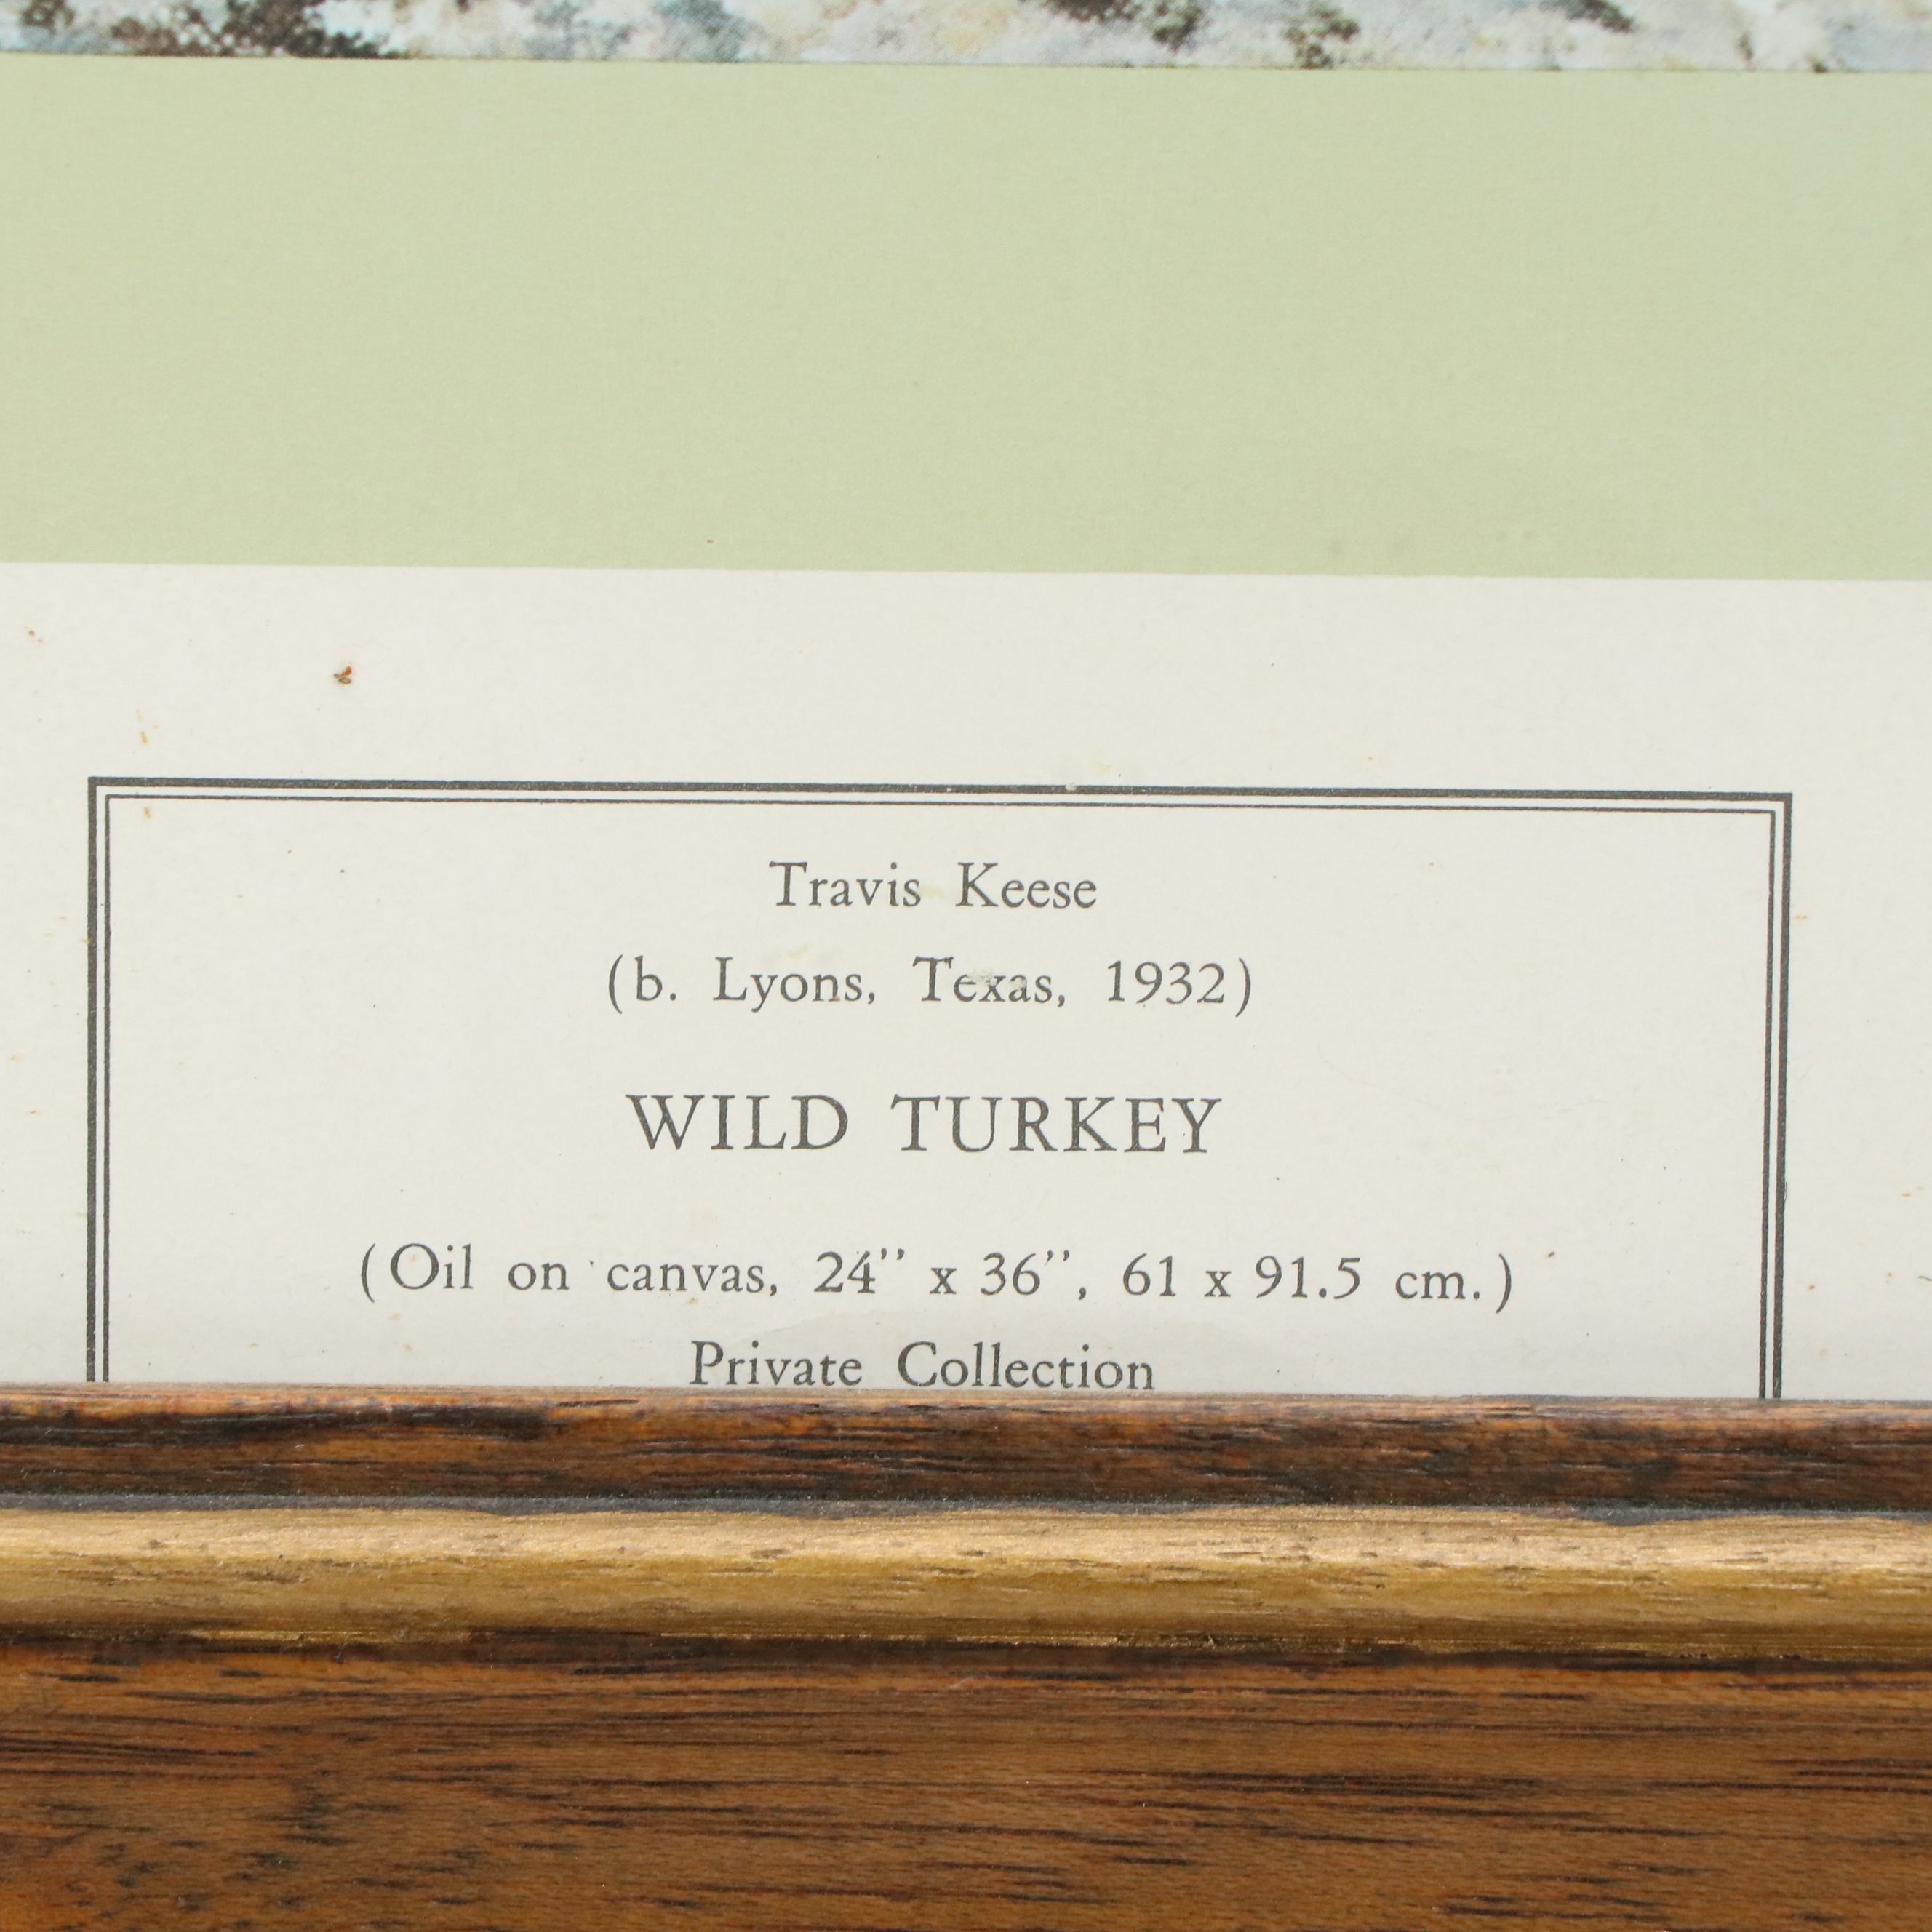 Travis Keese
(b. Lyons, Texas, 1932)
WILD TURKEY
(Oil on canvas, 24" x 36", 61 x 91.5 cm.)
Private Collection